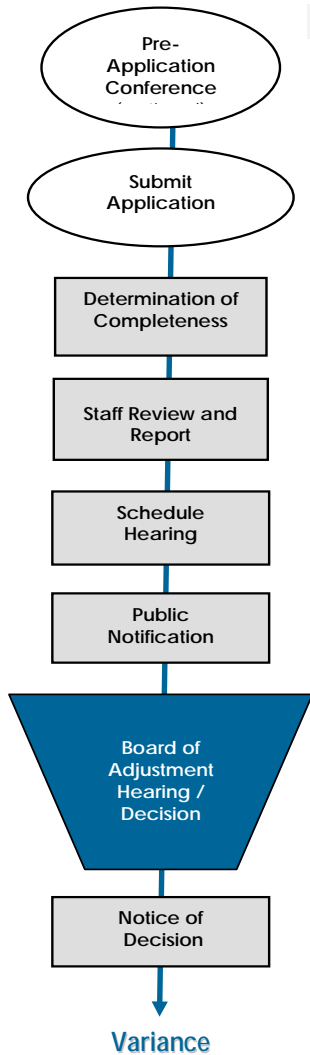 Pre-
Application
Conference
Submit
Application
Determination of
Completeness
Staff Review and
Report
Schedule
Hearing
Public
Notification
Board of
Adjustment
Hearing /
Decision
Notice of
Decision
Variance